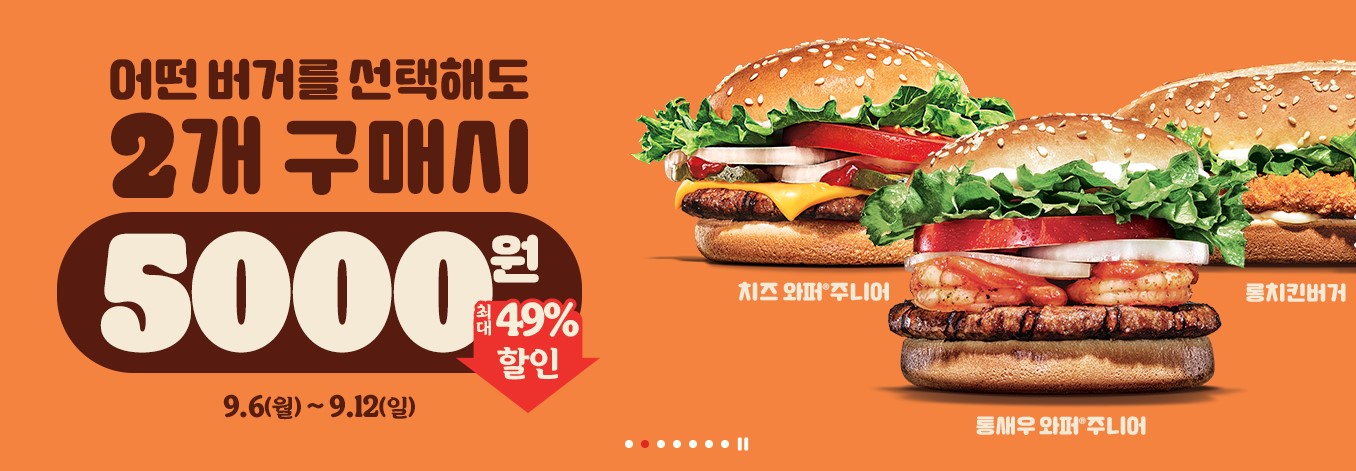 어떤 버거를 선택해도
2개 구매시
5000원
최대 49%
할인
9.6(월) ~ 9.12(일)
치즈 와퍼®주니어
롱치킨버거
통새우 와퍼®주니어